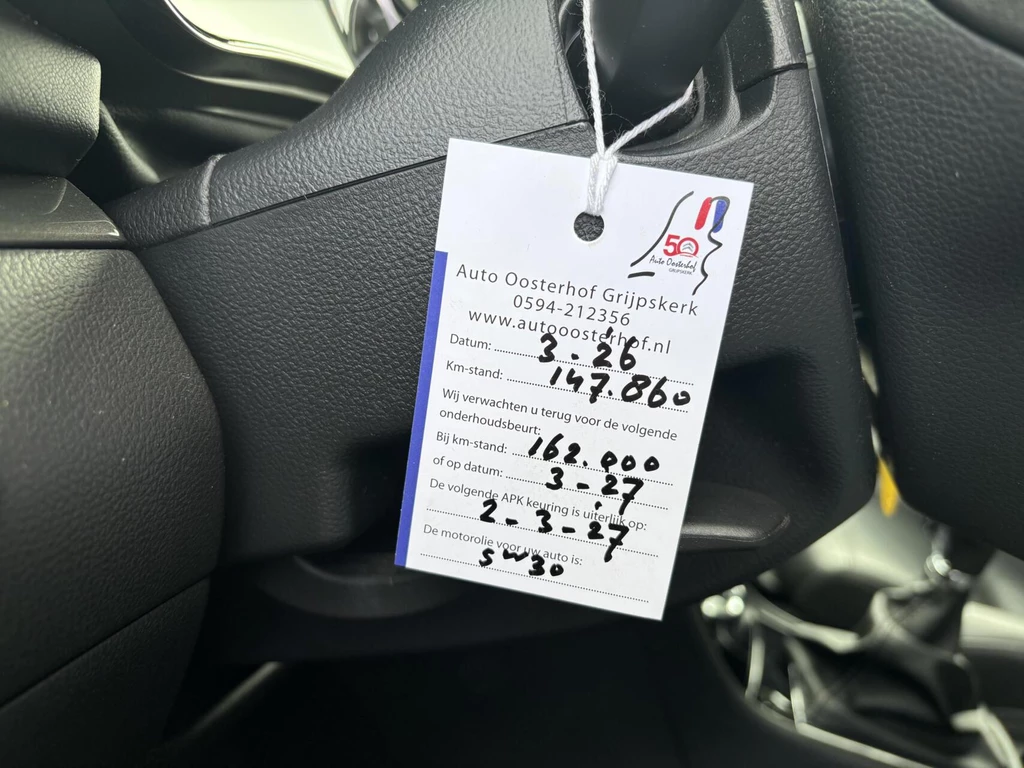 50
Auto Oosterhof
GRIJPSKERK
Auto Oosterhof Grijpskerk
0594-212356
www.autooosterhof.nl
Datum: 3-'26
Km-stand: 147.860
Wij verwachten u terug voor de volgende
onderhoudsbeurt:
Bij km-stand: 162.000
of op datum: 3-27
De volgende APK keuring is uiterlijk op:
2-3-'27
De motorolie voor uw auto is:
5w30